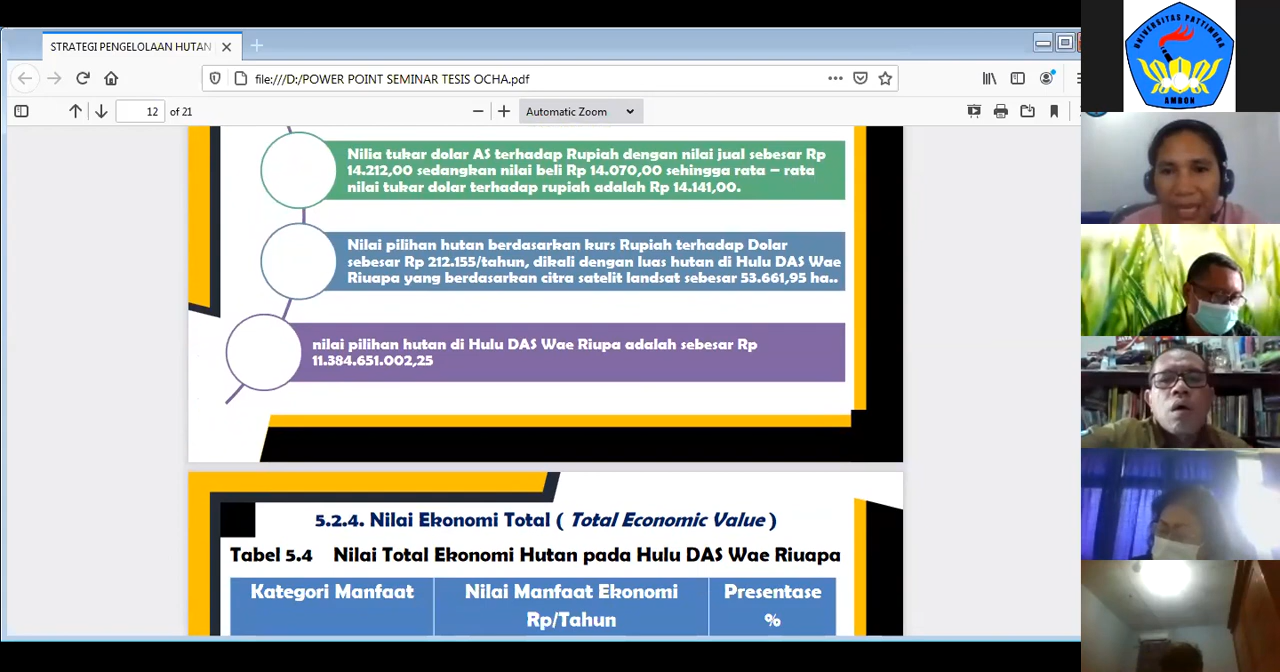 STRATEGI PENGELOLAAN HUTAN
file:///D:/POWER POINT SEMINAR TESIS OCHA.pdf
12 of 21
Automatic Zoom
Nilia tukar dolar AS terhadap Rupiah dengan nilai jual sebesar Rp
14.212,00 sedangkan nilai beli Rp 14.070,00 sehingga rata – rata
nilai tukar dolar terhadap rupiah adalah Rp 14.141,00.
Nilai pilihan hutan berdasarkan kurs Rupiah terhadap Dolar
sebesar Rp 212.155/tahun, dikali dengan luas hutan di Hulu DAS Wae
Riuapa yang berdasarkan citra satelit landsat sebesar 53.661,95 ha..
nilai pilihan hutan di Hulu DAS Wae Riupa adalah sebesar Rp
11.384.651.002,25
5.2.4. Nilai Ekonomi Total ( Total Economic Value )
Tabel 5.4 Nilai Total Ekonomi Hutan pada Hulu DAS Wae Riuapa
Kategori Manfaat
Nilai Manfaat Ekonomi
Rp/Tahun
Presentase
%
UNIVERSITAS PATTIMURA
AMBON